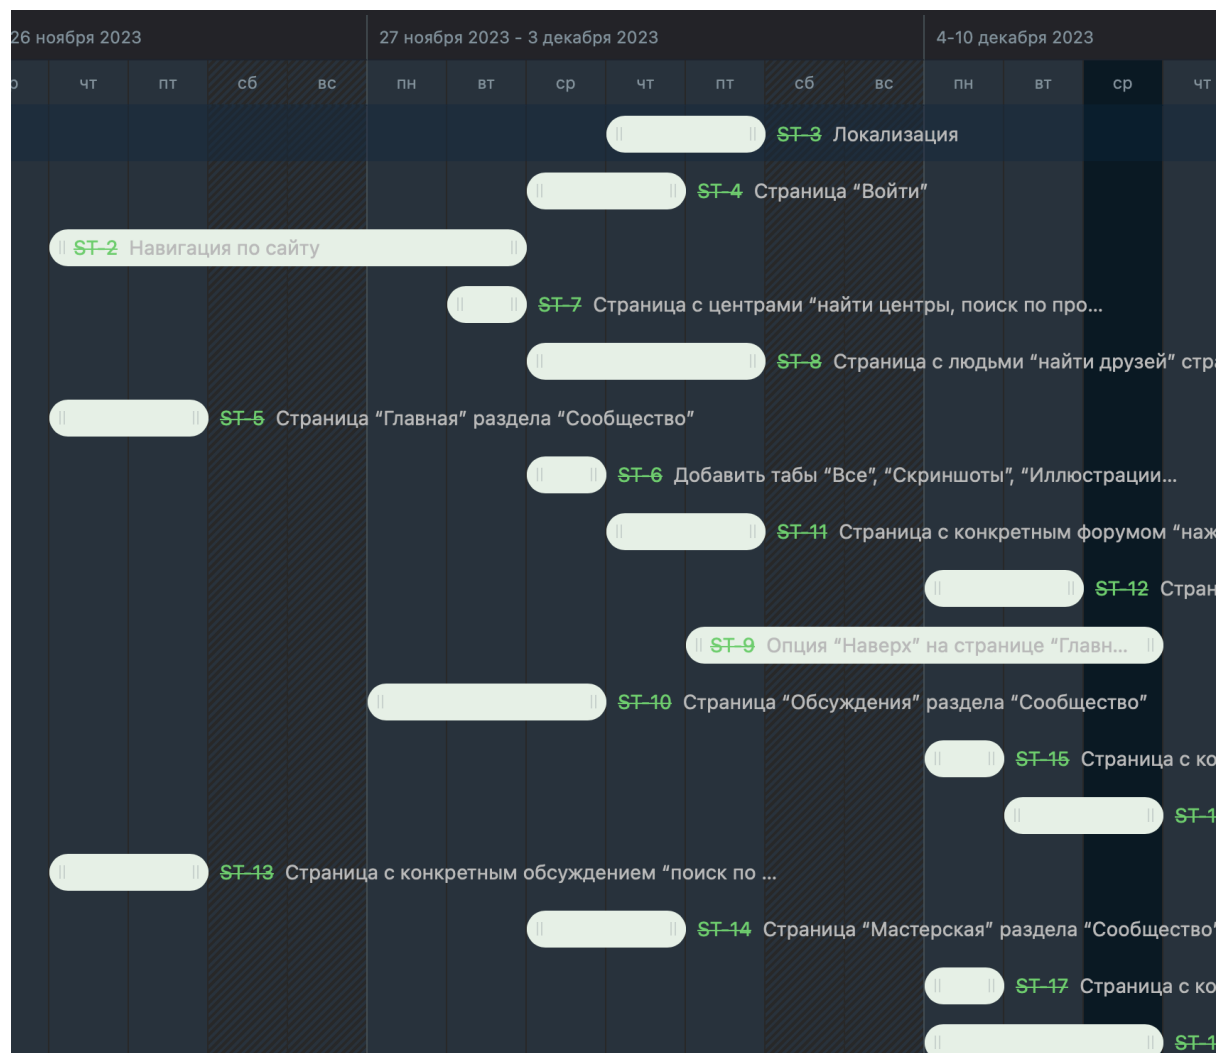 26 ноября 2023 27 ноября 2023 - 3 декабря 2023 4-10 декабря 2023
чт пт сб вс пн вт ср чт пт сб вс пн вт ср чт
ST-3 Локализация
ST-4 Страница “Войти”
ST-2 Навигация по сайту
ST-7 Страница с центрами “найти центры, поиск по про...
ST-8 Страница с людьми “найти друзей” стра
ST-5 Страница “Главная” раздела “Сообщество”
ST-6 Добавить табы “Все”, “Скриншоты”, “Иллюстрации...
ST-11 Страница с конкретным форумом “наж
ST-12 Стран
ST-9 Опция “Наверх” на странице “Главн...
ST-10 Страница “Обсуждения” раздела “Сообщество”
ST-15 Страница с ко
ST-1
ST-13 Страница с конкретным обсуждением “поиск по ...
ST-14 Страница “Мастерская” раздела “Сообщество”
ST-17 Страница с ко
ST-1